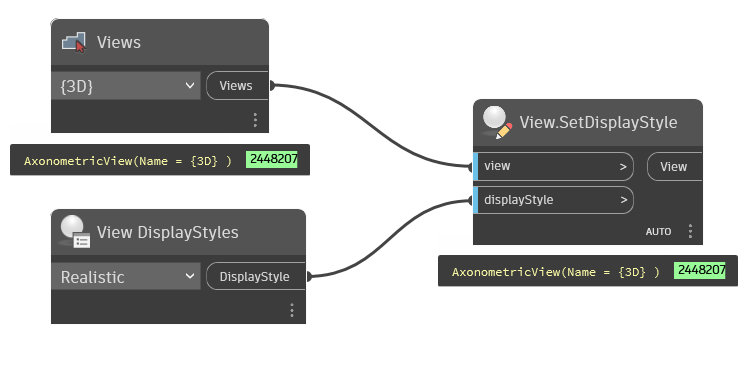 Views
{3D}
Views
AxonometricView(Name = {3D} ) 2448207
View DisplayStyles
Realistic
DisplayStyle
View.SetDisplayStyle
view >
View
displayStyle >
AUTO
AxonometricView(Name = {3D} ) 2448207